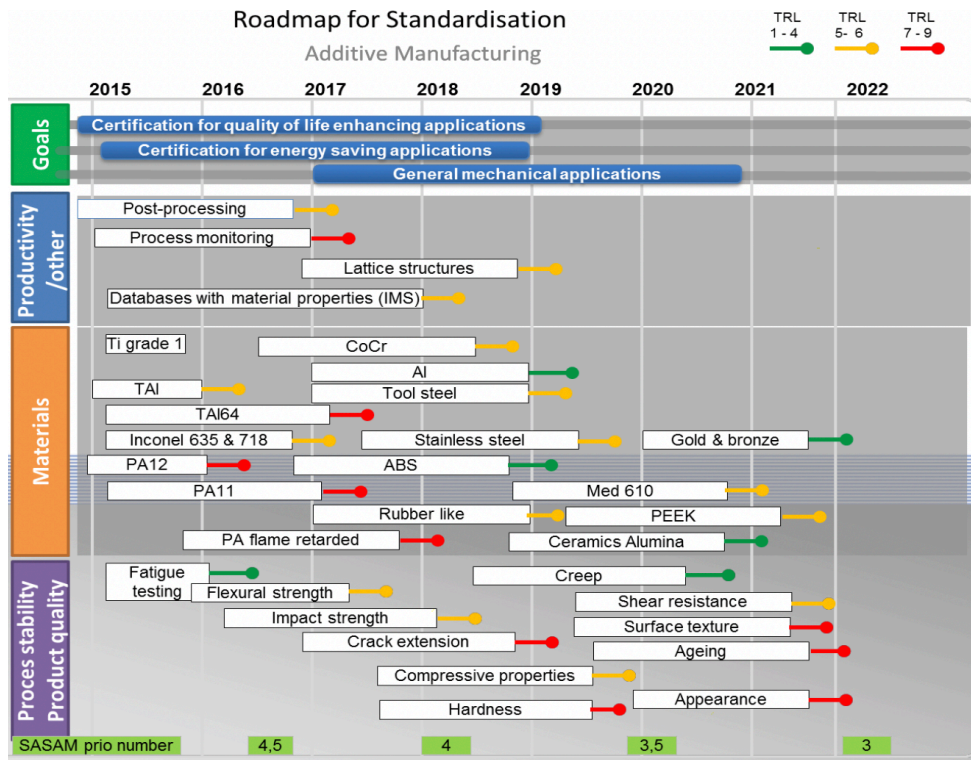 Roadmap for Standardisation
Additive Manufacturing
TRL TRL TRL
1 - 4 5- 6 7 - 9
2015 2016 2017 2018 2019 2020 2021 2022
Goals
Certification for quality of life enhancing applications
Certification for energy saving applications
General mechanical applications
Productivity
/other
Post-processing
Process monitoring
Lattice structures
Databases with material properties (IMS)
Materials
Ti grade 1
CoCr
Al
TAl
Tool steel
TAl64
Inconel 635 & 718
Stainless steel
Gold & bronze
PA12
ABS
PA11
Med 610
Rubber like
PEEK
PA flame retarded
Ceramics Alumina
Proces stability
Product quality
Fatigue
testing
Creep
Flexural strength
Shear resistance
Impact strength
Surface texture
Crack extension
Ageing
Compressive properties
Appearance
Hardness
SASAM prio number
4,5
4
3,5
3